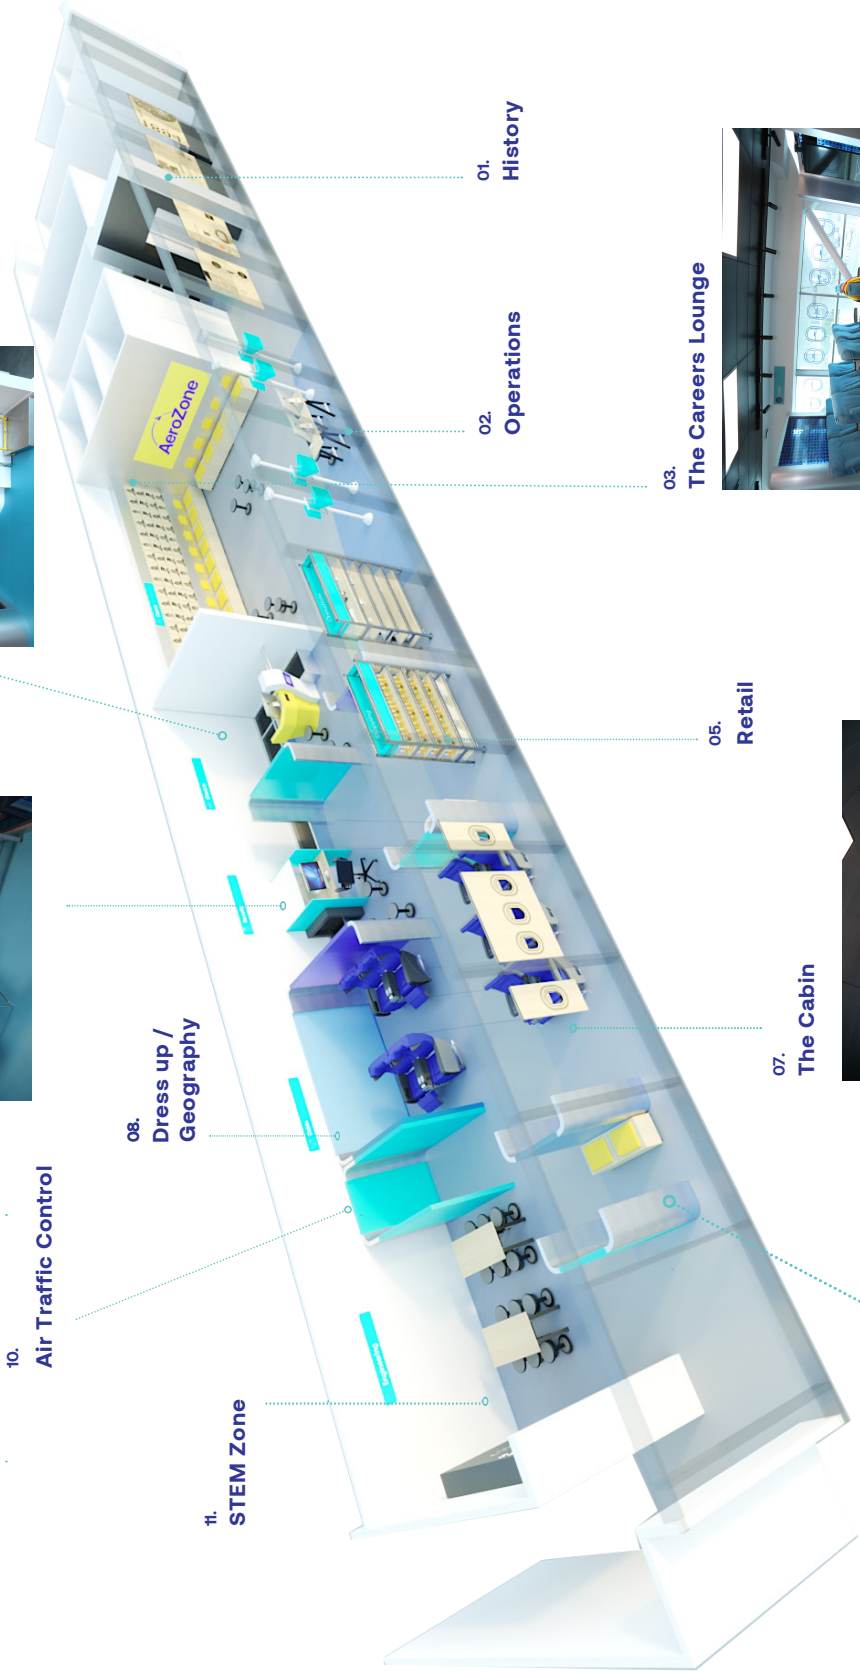 01.
History
02.
Operations
03.
The Careers Lounge
AeroZone
05.
Retail
07.
The Cabin
08.
Dress up /
Geography
10.
Air Traffic Control
11.
STEM Zone